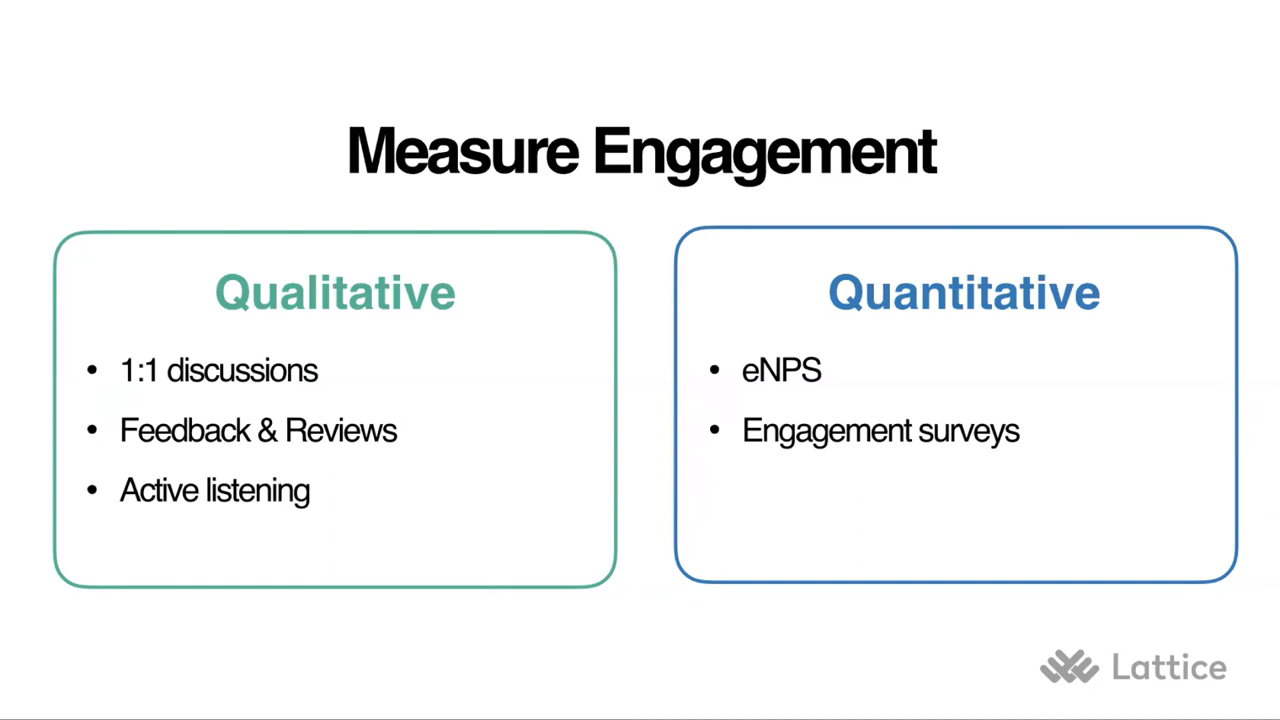 Measure Engagement
Qualitative
• 1:1 discussions
• Feedback & Reviews
• Active listening
Quantitative
• eNPS
• Engagement surveys
Lattice